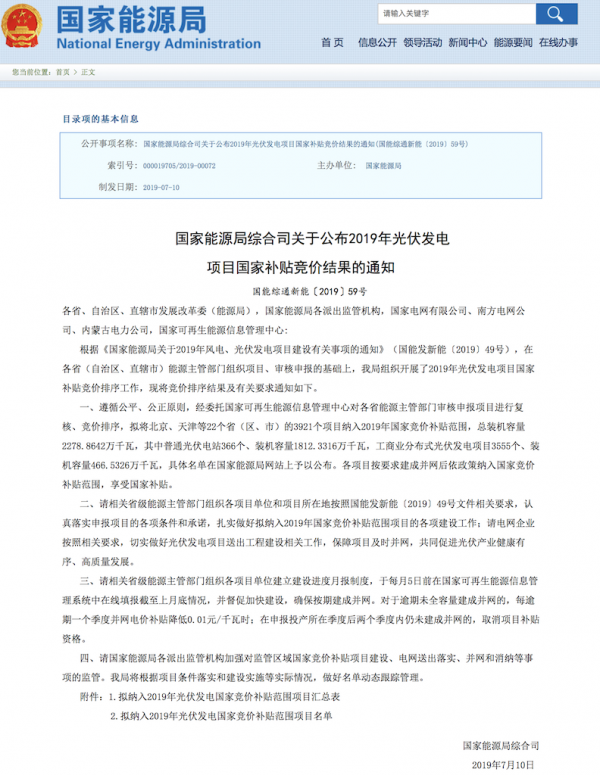 国家能源局
National Energy Administration
请输入关键字
首 页 信息公开 领导活动 新闻中心 能源要闻 在线办事
您当前位置：首页 > 正文
目录项的基本信息
公开事项名称： 国家能源局综合司关于公布2019年光伏发电项目国家补贴竞价结果的通知(国能综通新能〔2019〕59号)
索引号： 000019705/2019-00072 主办单位： 国家能源局
制发日期： 2019-07-10
国家能源局综合司关于公布2019年光伏发电
项目国家补贴竞价结果的通知
国能综通新能〔2019〕59号
各省、自治区、直辖市发展改革委（能源局），国家能源局各派出监管机构，国家电网有限公司、南方电网公
司、内蒙古电力公司，国家可再生能源信息管理中心：
根据《国家能源局关于2019年风电、光伏发电项目建设有关事项的通知》（国能发新能〔2019〕49号），在
各省（自治区、直辖市）能源主管部门组织项目、审核申报的基础上，我局组织开展了2019年光伏发电项目国家
补贴竞价排序工作，现将竞价排序结果及有关要求通知如下。
一、遵循公平、公正原则，经委托国家可再生能源信息管理中心对各省能源主管部门审核申报项目进行复
核、竞价排序，拟将北京、天津等22个省（区、市）的3921个项目纳入2019年国家竞价补贴范围，总装机容量
2278.8642万千瓦，其中普通光伏电站366个、装机容量1812.3316万千瓦，工商业分布式光伏发电项目3555个、装
机容量466.5326万千瓦，具体名单在国家能源局网站上予以公布。各项目按要求建成并网后依政策纳入国家竞价
补贴范围，享受国家补贴。
二、请相关省级能源主管部门组织各项目单位和项目所在地按照国能发新能〔2019〕49号文件相关要求，认
真落实申报项目的各项条件和承诺，扎实做好拟纳入2019年国家竞价补贴范围项目的各项建设工作；请电网企业
按照相关要求，切实做好光伏发电项目送出工程建设相关工作，保障项目及时并网，共同促进光伏产业健康有
序、高质量发展。
三、请相关省级能源主管部门组织各项目单位建立建设进度月报制度，于每月5日前在国家可再生能源信息管
理系统中在线填报截至上月底情况，并督促加快建设，确保按期建成并网。对于逾期未全容量建成并网的，每逾
期一个季度并网电价补贴降低0.01元/千瓦时；在申报投产所在季度后两个季度内仍未建成并网的，取消项目补贴
资格。
四、请国家能源局各派出监管机构加强对监管区域国家竞价补贴项目建设、电网送出落实、并网和消纳等事
项的监管。我局将根据项目条件落实和建设实施等实际情况，做好名单动态跟踪管理。
附件：1.拟纳入2019年光伏发电国家竞价补贴范围项目汇总表
2.拟纳入2019年光伏发电国家竞价补贴范围项目名单
国家能源局综合司
2019年7月10日